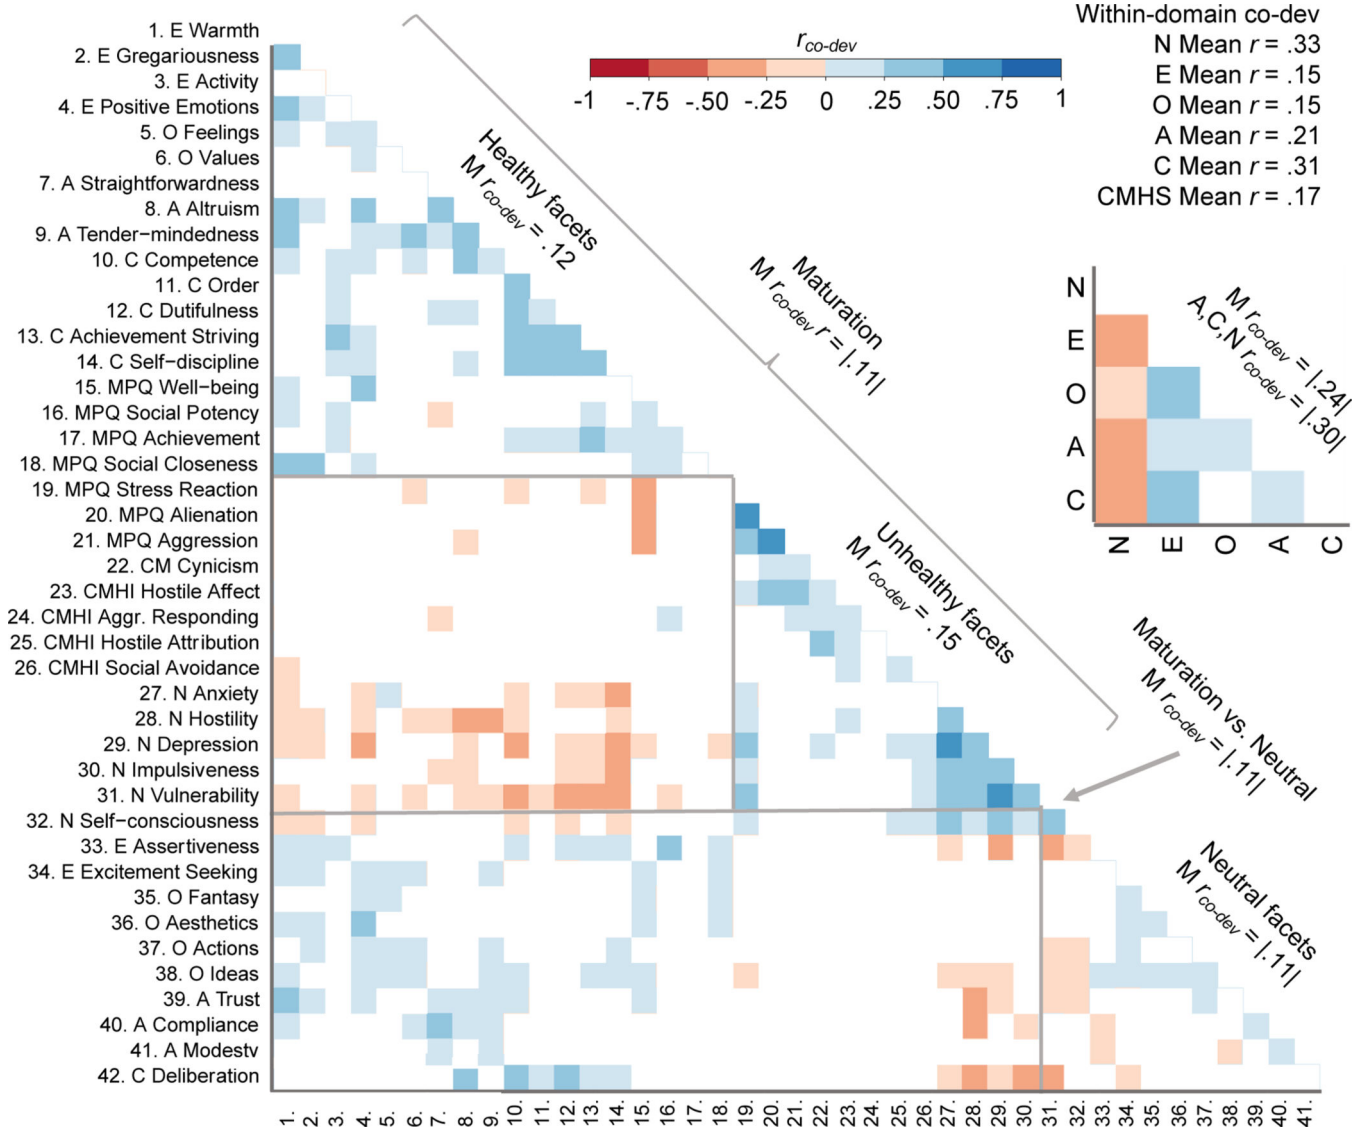 1. E Warmth
2. E Gregariousness
3. E Activity
4. E Positive Emotions
5. O Feelings
6. O Values
7. A Straightforwardness
8. A Altruism
9. A Tender−mindedness
10. C Competence
11. C Order
12. C Dutifulness
13. C Achievement Striving
14. C Self−discipline
15. MPQ Well−being
16. MPQ Social Potency
17. MPQ Achievement
18. MPQ Social Closeness
19. MPQ Stress Reaction
20. MPQ Alienation
21. MPQ Aggression
22. CM Cynicism
23. CMHI Hostile Affect
24. CMHI Aggr. Responding
25. CMHI Hostile Attribution
26. CMHI Social Avoidance
27. N Anxiety
28. N Hostility
29. N Depression
30. N Impulsiveness
31. N Vulnerability
32. N Self−consciousness
33. E Assertiveness
34. E Excitement Seeking
35. O Fantasy
36. O Aesthetics
37. O Actions
38. O Ideas
39. A Trust
40. A Compliance
41. A Modestv
42. C Deliberation
1. 2. 3. 4. 5. 6. 7. 8. 9. 10. 11. 12. 13. 14. 15. 16. 17. 18. 19. 20. 21. 22. 23. 24. 25. 26. 27. 28. 29. 30. 31. 32. 33. 34. 35. 36. 37. 38. 39. 40. 41.
r co-dev
-1 -.75 -.50 -.25 0 .25 .50 .75 1
Healthy facets
M r co-dev = .12
Maturation
M r co-dev r = |.11|
Unhealthy facets
M r co-dev = .15
Maturation vs. Neutral
M r co-dev = |.11|
Neutral facets
M r co-dev = |.11|
Within-domain co-dev
N Mean r = .33
E Mean r = .15
O Mean r = .15
A Mean r = .21
C Mean r = .31
CMHS Mean r = .17
M r co-dev = |.24|
A,C,N r co-dev = |.30|
N
E
O
A
C
N E O A C